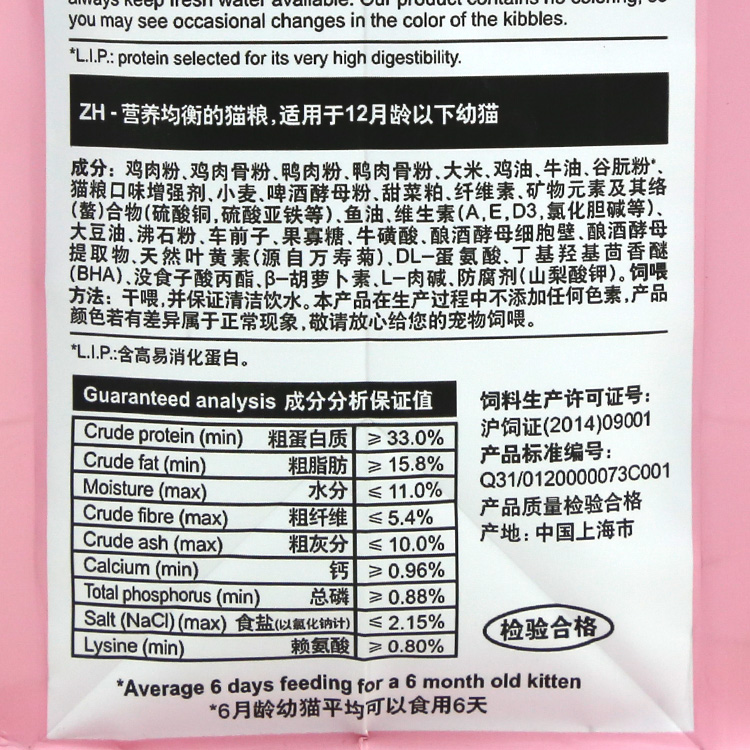 always keep fresh water available. Our product contains no coloring, so
you may see occasional changes in the color of the kibbles.
*L.I.P.: protein selected for its very high digestibility.
ZH - 营养均衡的猫粮,适用于12月龄以下幼猫
成分：鸡肉粉、鸡肉骨粉、鸭肉粉、鸭肉骨粉、大米、鸡油、牛油、谷朊粉*、
猫粮口味增强剂、小麦、啤酒酵母粉、甜菜粕、纤维素、矿物元素及其络
(螯)合物(硫酸铜,硫酸亚铁等)、鱼油、维生素(A,E,D3,氯化胆碱等)、
大豆油、沸石粉、车前子、果寡糖、牛磺酸、酿酒酵母细胞壁、酿酒酵母
提取物、天然叶黄素(源自万寿菊)、DL–蛋氨酸、丁基羟基茴香醚
(BHA)、没食子酸丙酯、β–胡萝卜素、L–肉碱、防腐剂(山梨酸钾)。饲喂
方法：干喂,并保证清洁饮水。本产品在生产过程中不添加任何色素,产品
颜色若有差异属于正常现象,敬请放心给您的宠物饲喂。
*L.I.P.:含高易消化蛋白。
Guaranteed analysis 成分分析保证值
Crude protein (min) 粗蛋白质 ≥ 33.0%
Crude fat (min) 粗脂肪 ≥ 15.8%
Moisture (max) 水分 ≤ 11.0%
Crude fibre (max) 粗纤维 ≤ 5.4%
Crude ash (max) 粗灰分 ≤ 10.0%
Calcium (min) 钙 ≥ 0.96%
Total phosphorus (min) 总磷 ≥ 0.88%
Salt (NaCl) (max) 食盐(以氯化钠计) ≤ 2.15%
Lysine (min) 赖氨酸 ≥ 0.80%
饲料生产许可证号：
沪饲证(2014)09001
产品标准编号：
Q31/0120000073C001
产品质量检验合格
产地：中国上海市
检验合格
*Average 6 days feeding for a 6 month old kitten
*6月龄幼猫平均可以食用6天